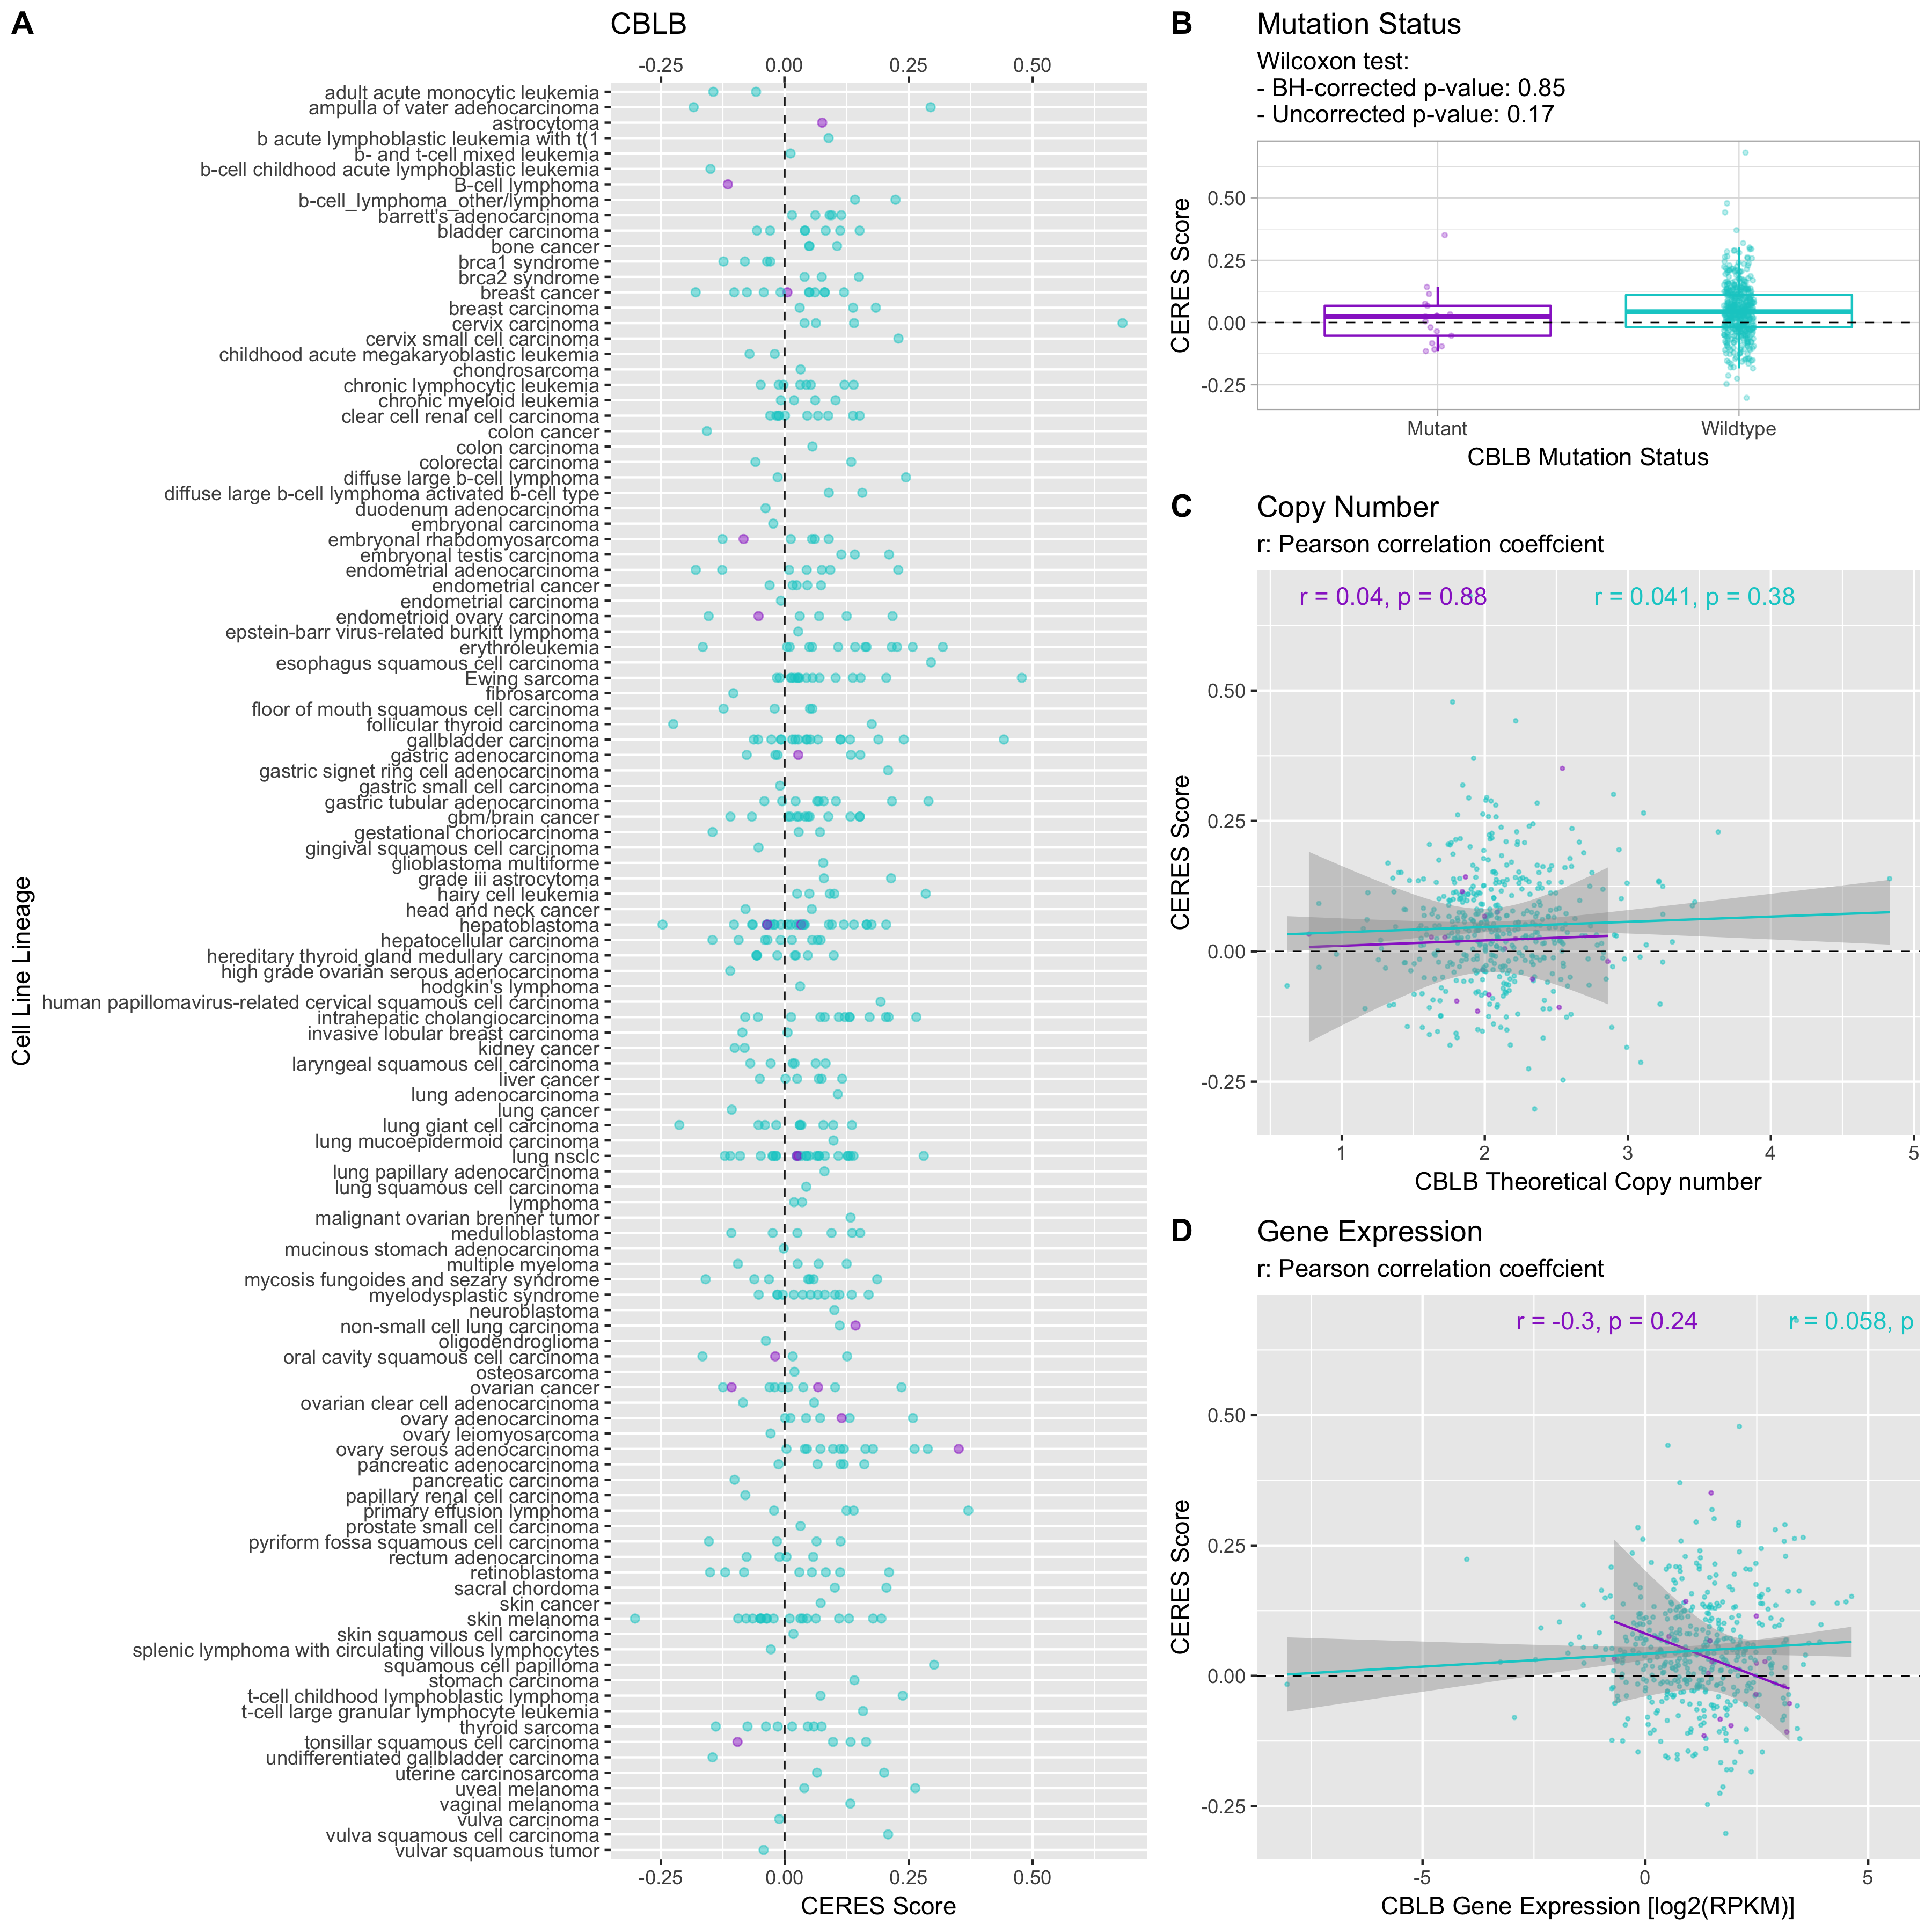 A
CBLB
-0.25 0.00 0.25 0.50
Cell Line Lineage
adult acute monocytic leukemia
ampulla of vater adenocarcinoma
astrocytoma
b acute lymphoblastic leukemia with t(1
b- and t-cell mixed leukemia
b-cell childhood acute lymphoblastic leukemia
B-cell lymphoma
b-cell_lymphoma_other/lymphoma
barrett's adenocarcinoma
bladder carcinoma
bone cancer
brca1 syndrome
brca2 syndrome
breast cancer
breast carcinoma
cervix carcinoma
cervix small cell carcinoma
childhood acute megakaryoblastic leukemia
chondrosarcoma
chronic lymphocytic leukemia
chronic myeloid leukemia
clear cell renal cell carcinoma
colon cancer
colon carcinoma
colorectal carcinoma
diffuse large b-cell lymphoma
diffuse large b-cell lymphoma activated b-cell type
duodenum adenocarcinoma
embryonal carcinoma
embryonal rhabdomyosarcoma
embryonal testis carcinoma
endometrial adenocarcinoma
endometrial cancer
endometrial carcinoma
endometrioid ovary carcinoma
epstein-barr virus-related burkitt lymphoma
erythroleukemia
esophagus squamous cell carcinoma
Ewing sarcoma
fibrosarcoma
floor of mouth squamous cell carcinoma
follicular thyroid carcinoma
gallbladder carcinoma
gastric adenocarcinoma
gastric signet ring cell adenocarcinoma
gastric small cell carcinoma
gastric tubular adenocarcinoma
gbm/brain cancer
gestational choriocarcinoma
gingival squamous cell carcinoma
glioblastoma multiforme
grade iii astrocytoma
hairy cell leukemia
head and neck cancer
hepatoblastoma
hepatocellular carcinoma
hereditary thyroid gland medullary carcinoma
high grade ovarian serous adenocarcinoma
hodgkin's lymphoma
human papillomavirus-related cervical squamous cell carcinoma
intrahepatic cholangiocarcinoma
invasive lobular breast carcinoma
kidney cancer
laryngeal squamous cell carcinoma
liver cancer
lung adenocarcinoma
lung cancer
lung giant cell carcinoma
lung mucoepidermoid carcinoma
lung nsclc
lung papillary adenocarcinoma
lung squamous cell carcinoma
lymphoma
malignant ovarian brenner tumor
medulloblastoma
mucinous stomach adenocarcinoma
multiple myeloma
mycosis fungoides and sezary syndrome
myelodysplastic syndrome
neuroblastoma
non-small cell lung carcinoma
oligodendroglioma
oral cavity squamous cell carcinoma
osteosarcoma
ovarian cancer
ovarian clear cell adenocarcinoma
ovary adenocarcinoma
ovary leiomyosarcoma
ovary serous adenocarcinoma
pancreatic adenocarcinoma
pancreatic carcinoma
papillary renal cell carcinoma
primary effusion lymphoma
prostate small cell carcinoma
pyriform fossa squamous cell carcinoma
rectum adenocarcinoma
retinoblastoma
sacral chordoma
skin cancer
skin melanoma
skin squamous cell carcinoma
splenic lymphoma with circulating villous lymphocytes
squamous cell papilloma
stomach carcinoma
t-cell childhood lymphoblastic lymphoma
t-cell large granular lymphocyte leukemia
thyroid sarcoma
tonsillar squamous cell carcinoma
undifferentiated gallbladder carcinoma
uterine carcinosarcoma
uveal melanoma
vaginal melanoma
vulva carcinoma
vulva squamous cell carcinoma
vulvar squamous tumor
-0.25 0.00 0.25 0.50
CERES Score
B
Mutation Status
Wilcoxon test:
- BH-corrected p-value: 0.85
- Uncorrected p-value: 0.17
CERES Score
0.50
0.25
0.00
-0.25
Mutant Wildtype
CBLB Mutation Status
C
Copy Number
r: Pearson correlation coeffcient
r = 0.04, p = 0.88 r = 0.041, p = 0.38
CERES Score
0.50
0.25
0.00
-0.25
1 2 3 4 5
CBLB Theoretical Copy number
D
Gene Expression
r: Pearson correlation coeffcient
r = -0.3, p = 0.24 r = 0.058, p
CERES Score
0.50
0.25
0.00
-0.25
-5 0 5
CBLB Gene Expression [log2(RPKM)]